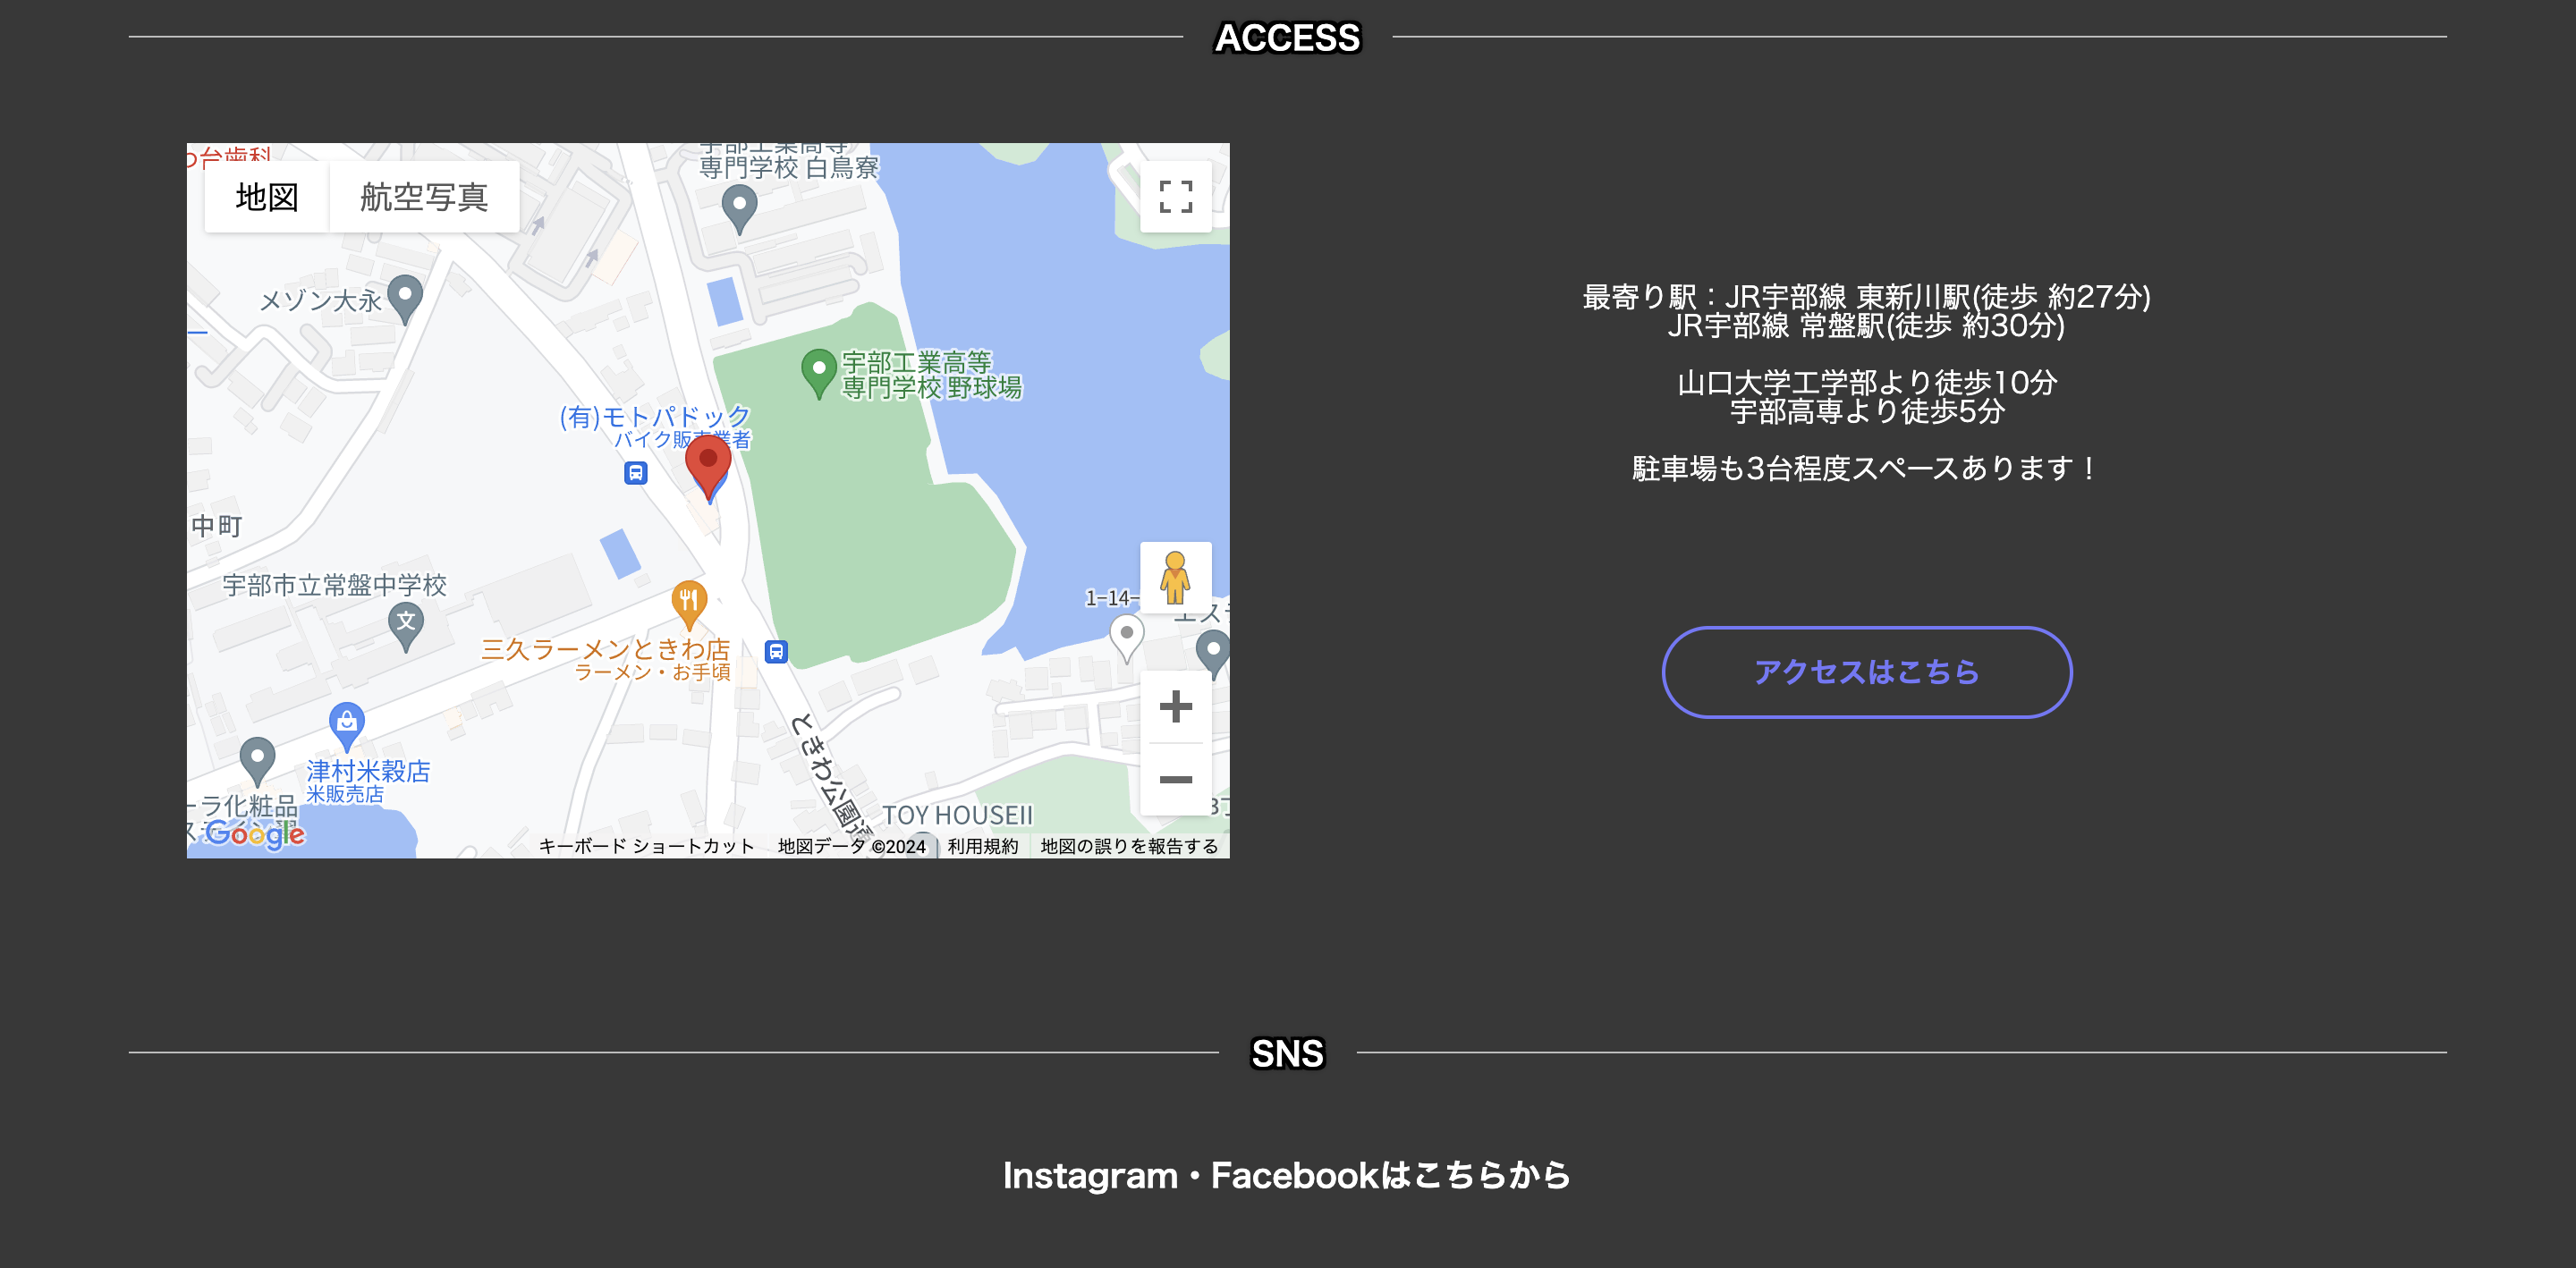 ACCESS
地図
航空写真
専門学校 白鳥寮
メゾン大永
宇部工業高等
専門学校 野球場
(有)モトパドック
バイク販売業者
中町
宇部市立常盤中学校
三久ラーメンときわ店
ラーメン・お手頃
1-14-
津村米穀店
米販売店
ーラ化粧品
ときわ公園通
TOY HOUSEII
Google
キーボード ショートカット
地図データ ©2024
利用規約
地図の誤りを報告する
最寄り駅：JR宇部線 東新川駅(徒歩 約27分)
JR宇部線 常盤駅(徒歩 約30分)
山口大学工学部より徒歩10分
宇部高専より徒歩5分
駐車場も3台程度スペースあります！
アクセスはこちら
SNS
Instagram・Facebookはこちらから